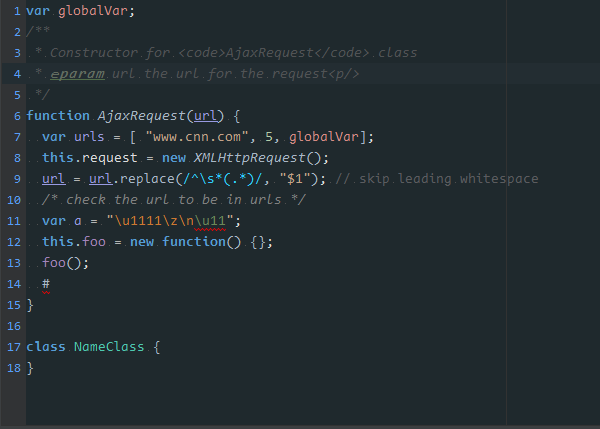 1 var globalVar;
2 /**
3  * Constructor for <code>AjaxRequest</code> class
4  * @param url the url for the request<p/>
5  */
6 function AjaxRequest(url) {
7   var urls = [ "www.cnn.com", 5, globalVar];
8   this.request = new XMLHttpRequest();
9   url = url.replace(/^\s*(.*)/, "$1"); // skip leading whitespace
10   /* check the url to be in urls */
11   var a = "\u1111\z\n\u11";
12   this.foo = new function() {};
13   foo();
14   #
15 }
16
17 class NameClass {
18 }